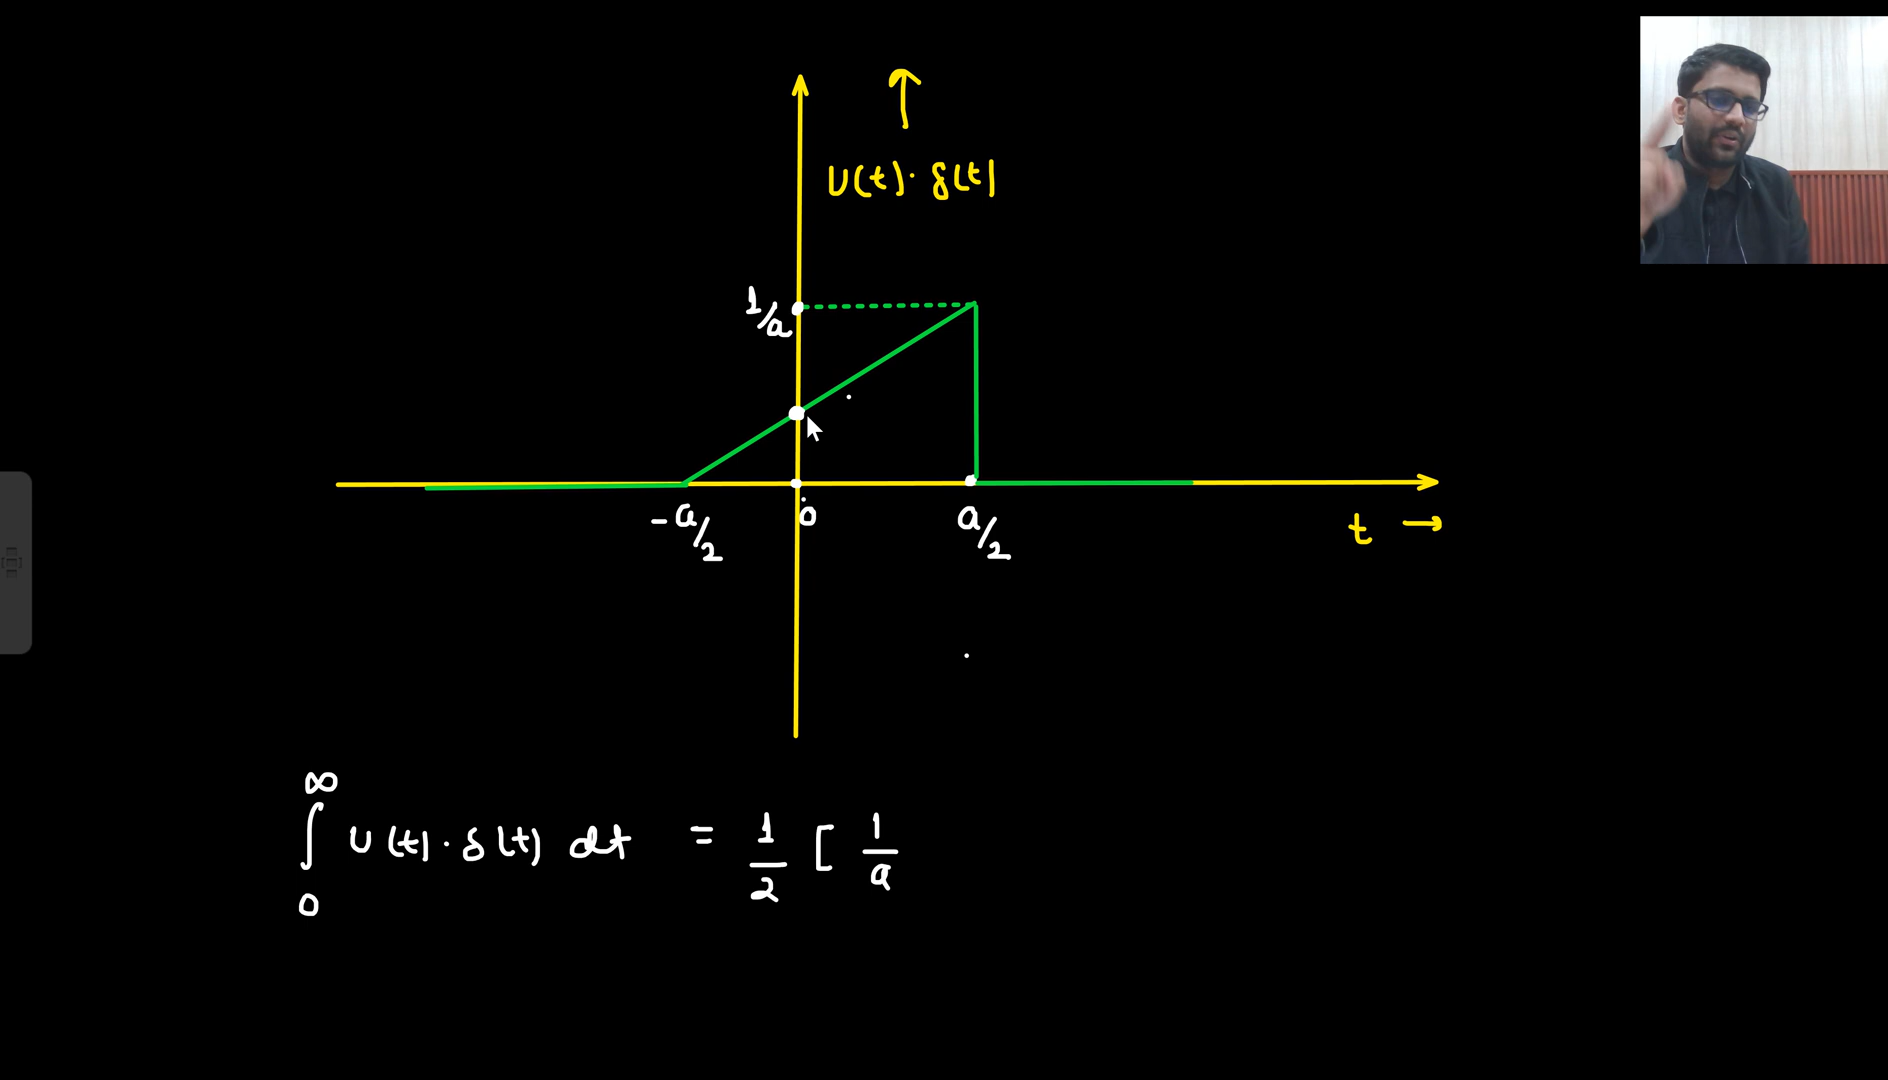 U(t) · δ(t)
1/a
-a/2 0 a/2
t →
∞
∫ U(t) · δ(t) dt = 1/2 [ 1/a
0